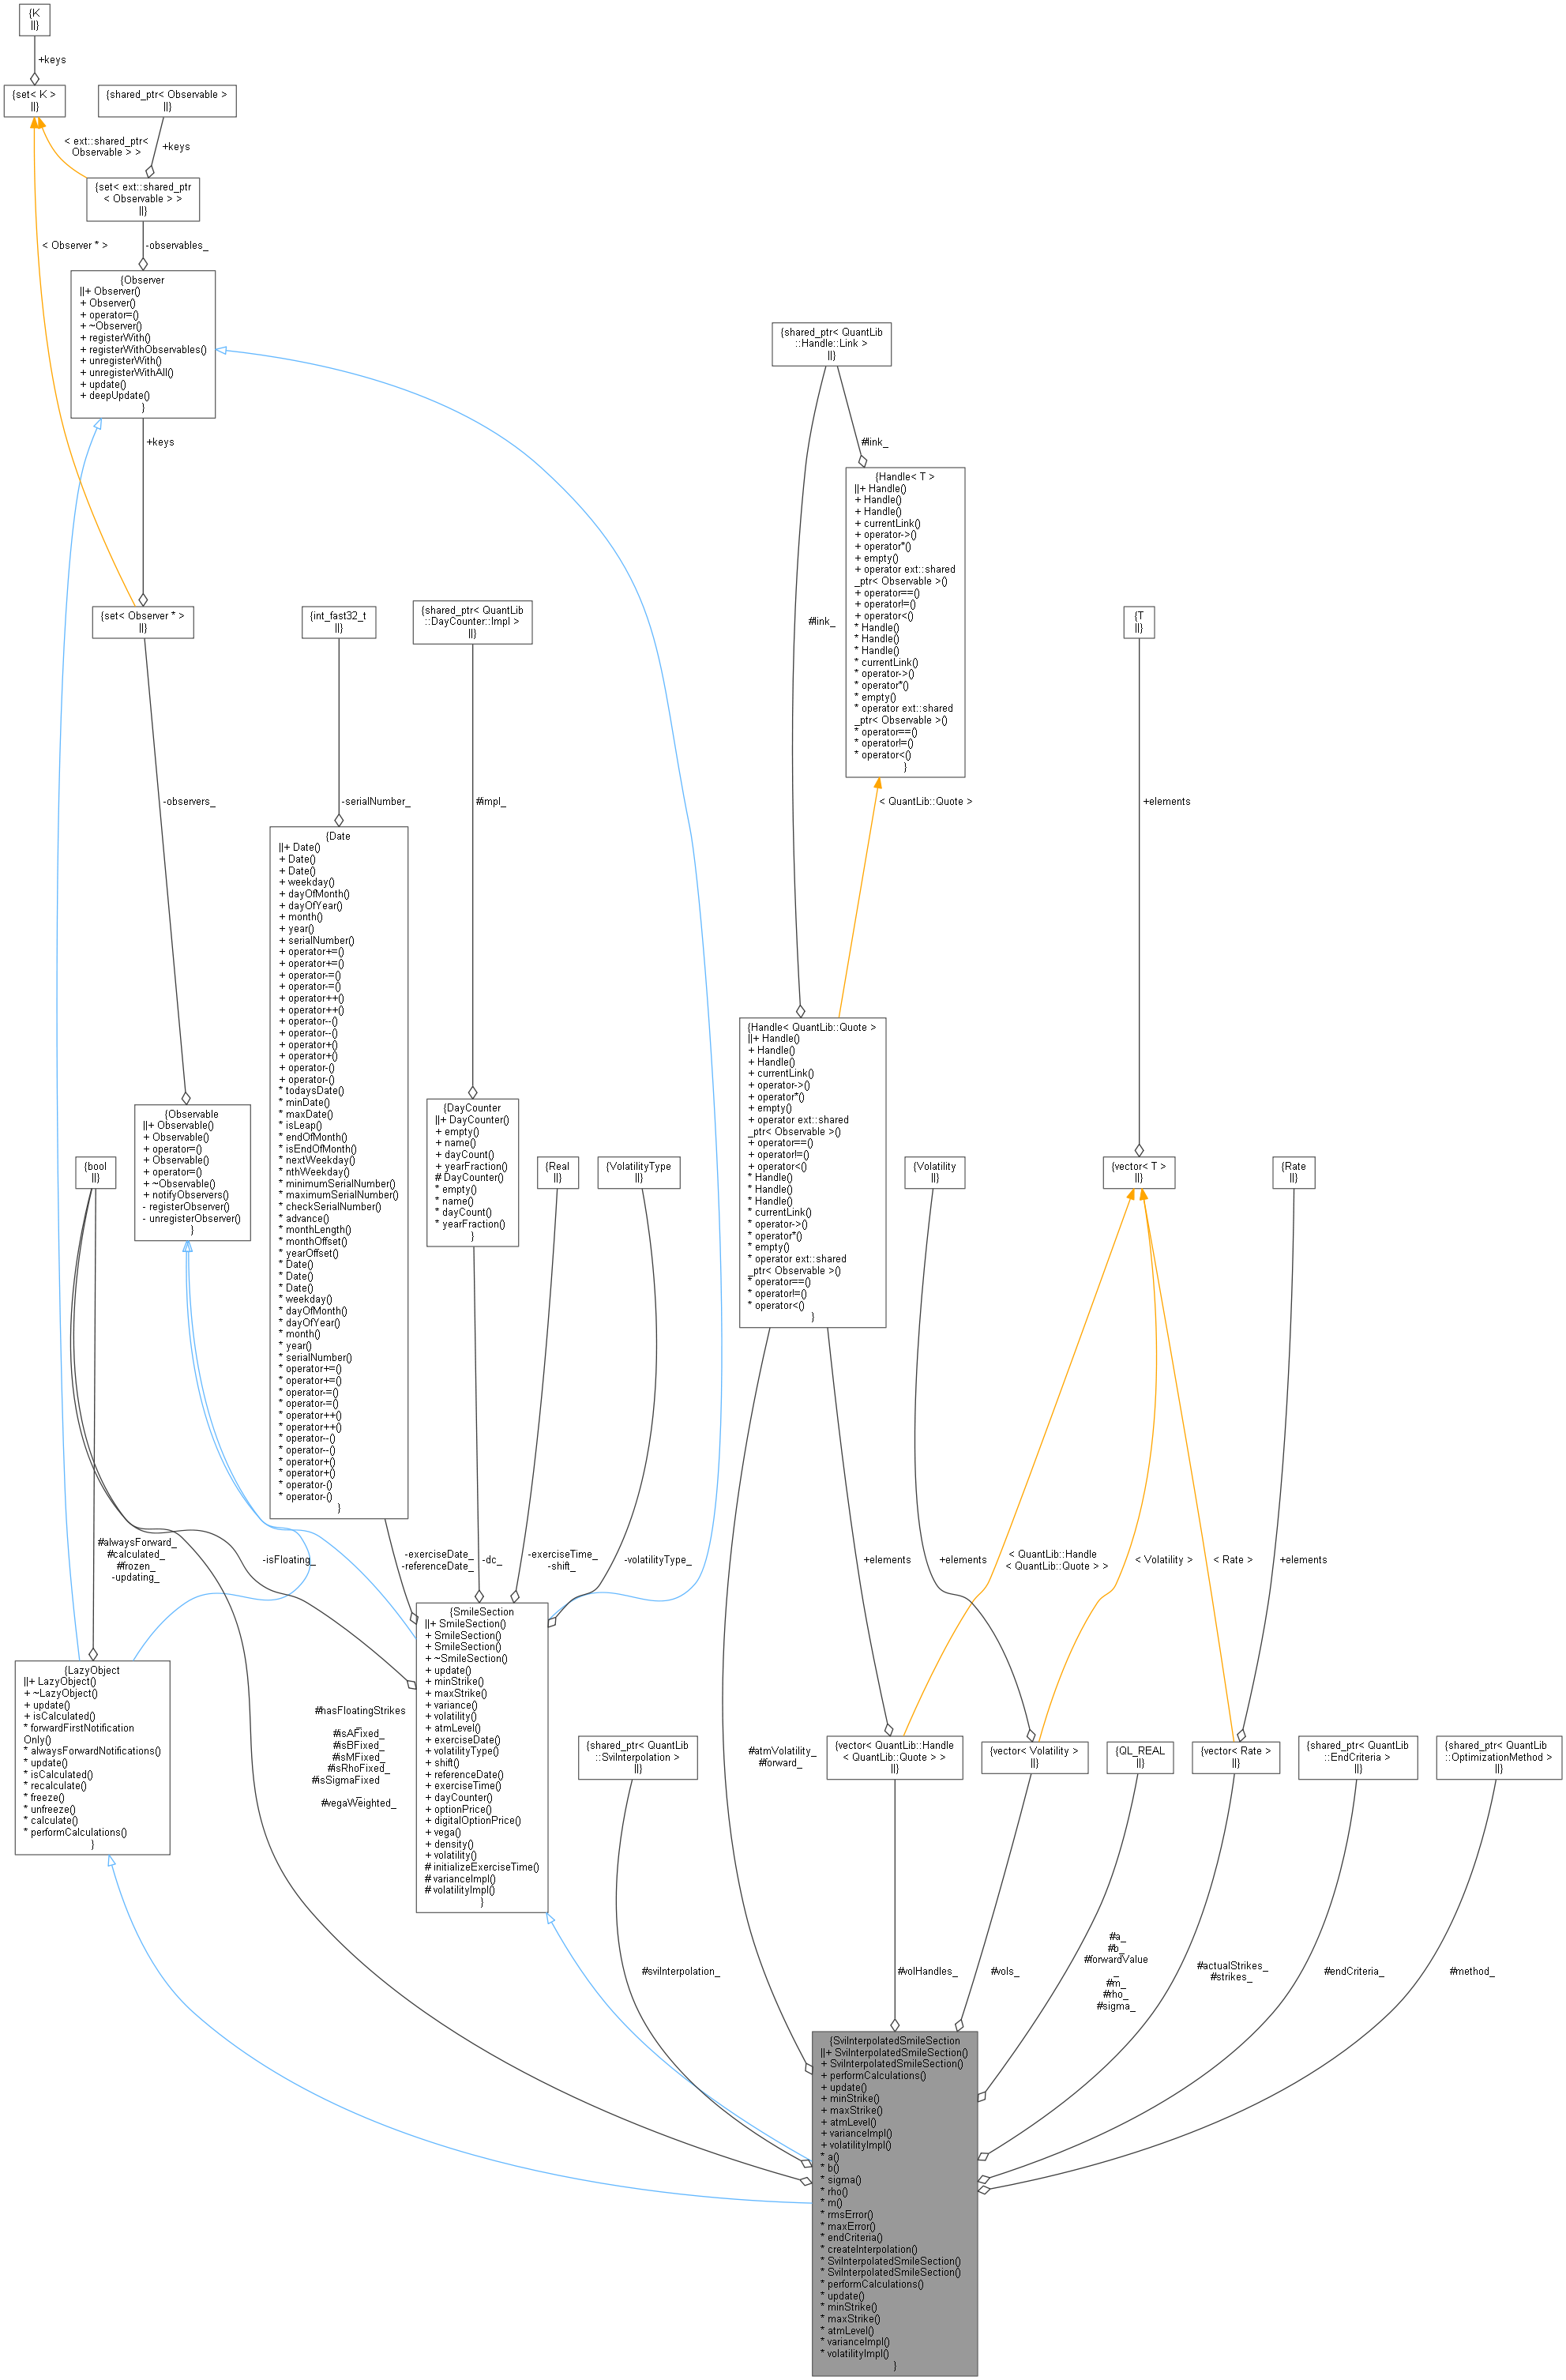 {K
||}
+keys
{set< K >
||}
{shared_ptr< Observable >
||}
< ext::shared_ptr<
Observable > >
+keys
{set< ext::shared_ptr
< Observable > >
||}
< Observer * >
-observables_
{Observer
||+ Observer()
+ Observer()
+ operator=()
+ ~Observer()
+ registerWith()
+ registerWithObservables()
+ unregisterWith()
+ unregisterWithAll()
+ update()
+ deepUpdate()
}
{shared_ptr< QuantLib
::Handle::Link >
||}
+keys
#link_
{Handle< T >
||+ Handle()
+ Handle()
+ Handle()
+ currentLink()
+ operator->()
+ operator*()
+ empty()
+ operator ext::shared
_ptr< Observable >()
+ operator==()
+ operator!=()
+ operator<()
* Handle()
* Handle()
* Handle()
* currentLink()
* operator->()
* operator*()
* empty()
* operator ext::shared
_ptr< Observable >()
* operator==()
* operator!=()
* operator<()
}
{set< Observer * >
||}
{int_fast32_t
||}
{shared_ptr< QuantLib
::DayCounter::Impl >
||}
#link_
{T
||}
-observers_
-serialNumber_
#impl_
< QuantLib::Quote >
+elements
{Date
||+ Date()
+ Date()
+ Date()
+ weekday()
+ dayOfMonth()
+ dayOfYear()
+ month()
+ year()
+ serialNumber()
+ operator+=()
+ operator+=()
+ operator-=()
+ operator-=()
+ operator++()
+ operator++()
+ operator--()
+ operator--()
+ operator+()
+ operator+()
+ operator-()
+ operator-()
* todaysDate()
* minDate()
* maxDate()
* isLeap()
* endOfMonth()
* isEndOfMonth()
* nextWeekday()
* nthWeekday()
* minimumSerialNumber()
* maximumSerialNumber()
* checkSerialNumber()
* advance()
* monthLength()
* monthOffset()
* yearOffset()
* Date()
* Date()
* Date()
* weekday()
* dayOfMonth()
* dayOfYear()
* month()
* year()
* serialNumber()
* operator+=()
* operator+=()
* operator-=()
* operator-=()
* operator++()
* operator++()
* operator--()
* operator--()
* operator+()
* operator+()
* operator-()
* operator-()
}
{Handle< QuantLib::Quote >
||+ Handle()
+ Handle()
+ Handle()
+ currentLink()
+ operator->()
+ operator*()
+ empty()
+ operator ext::shared
_ptr< Observable >()
+ operator==()
+ operator!=()
+ operator<()
* Handle()
* Handle()
* Handle()
* currentLink()
* operator->()
* operator*()
* empty()
* operator ext::shared
_ptr< Observable >()
* operator==()
* operator!=()
* operator<()
}
{Observable
||+ Observable()
+ Observable()
+ operator=()
+ Observable()
+ operator=()
+ ~Observable()
+ notifyObservers()
- registerObserver()
- unregisterObserver()
}
{DayCounter
||+ DayCounter()
+ empty()
+ name()
+ dayCount()
+ yearFraction()
# DayCounter()
* empty()
* name()
* dayCount()
* yearFraction()
}
{bool
||}
{Real
||}
{VolatilityType
||}
{Volatility
||}
{vector< T >
||}
{Rate
||}
#alwaysForward_
#calculated_
#frozen_
-updating_
-isFloating_
-exerciseDate_
-referenceDate_
-dc_
-exerciseTime_
-shift_
-volatilityType_
+elements
+elements
< QuantLib::Handle
< QuantLib::Quote > >
< Volatility >
< Rate >
+elements
{SmileSection
||+ SmileSection()
+ SmileSection()
+ SmileSection()
+ ~SmileSection()
+ update()
+ minStrike()
+ maxStrike()
+ variance()
+ volatility()
+ atmLevel()
+ exerciseDate()
+ volatilityType()
+ shift()
+ referenceDate()
+ exerciseTime()
+ dayCounter()
+ optionPrice()
+ digitalOptionPrice()
+ vega()
+ density()
+ volatility()
# initializeExerciseTime()
# varianceImpl()
# volatilityImpl()
}
{LazyObject
||+ LazyObject()
+ ~LazyObject()
+ update()
+ isCalculated()
* forwardFirstNotification
Only()
* alwaysForwardNotifications()
* update()
* isCalculated()
* recalculate()
* freeze()
* unfreeze()
* calculate()
* performCalculations()
}
#hasFloatingStrikes
_
#isAFixed_
#isBFixed_
#isMFixed_
#isRhoFixed_
#isSigmaFixed
_
#vegaWeighted_
{shared_ptr< QuantLib
::SviInterpolation >
||}
#atmVolatility_
#forward_
{vector< QuantLib::Handle
< QuantLib::Quote > >
||}
{vector< Volatility >
||}
{QL_REAL
||}
{vector< Rate >
||}
{shared_ptr< QuantLib
::EndCriteria >
||}
{shared_ptr< QuantLib
::OptimizationMethod >
||}
#sviInterpolation_
#volHandles_
#vols_
#a_
#b_
#forwardValue
_
#m_
#rho_
#sigma_
#actualStrikes_
#strikes_
#endCriteria_
#method_
{SviInterpolatedSmileSection
||+ SviInterpolatedSmileSection()
+ SviInterpolatedSmileSection()
+ performCalculations()
+ update()
+ minStrike()
+ maxStrike()
+ atmLevel()
+ varianceImpl()
+ volatilityImpl()
* a()
* b()
* sigma()
* rho()
* m()
* rmsError()
* maxError()
* endCriteria()
* createInterpolation()
* SviInterpolatedSmileSection()
* SviInterpolatedSmileSection()
* performCalculations()
* update()
* minStrike()
* maxStrike()
* atmLevel()
* varianceImpl()
* volatilityImpl()
}